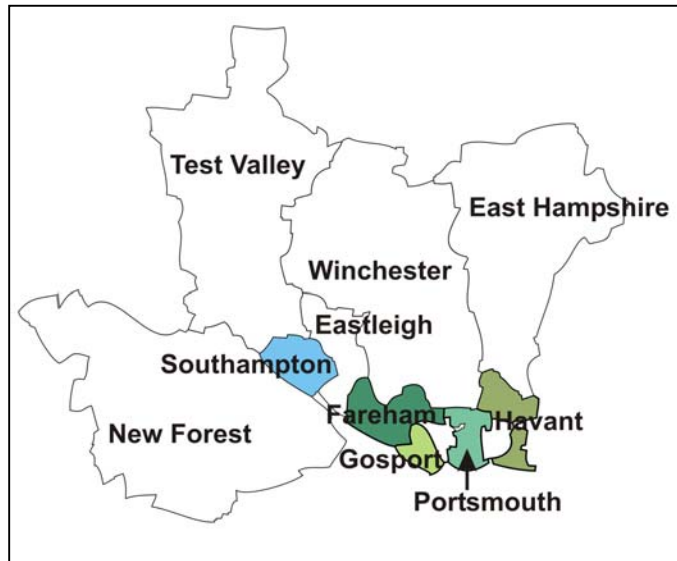 Test Valley
East Hampshire
Winchester
Eastleigh
Southampton
Fareham
Havant
New Forest
Gosport
Portsmouth